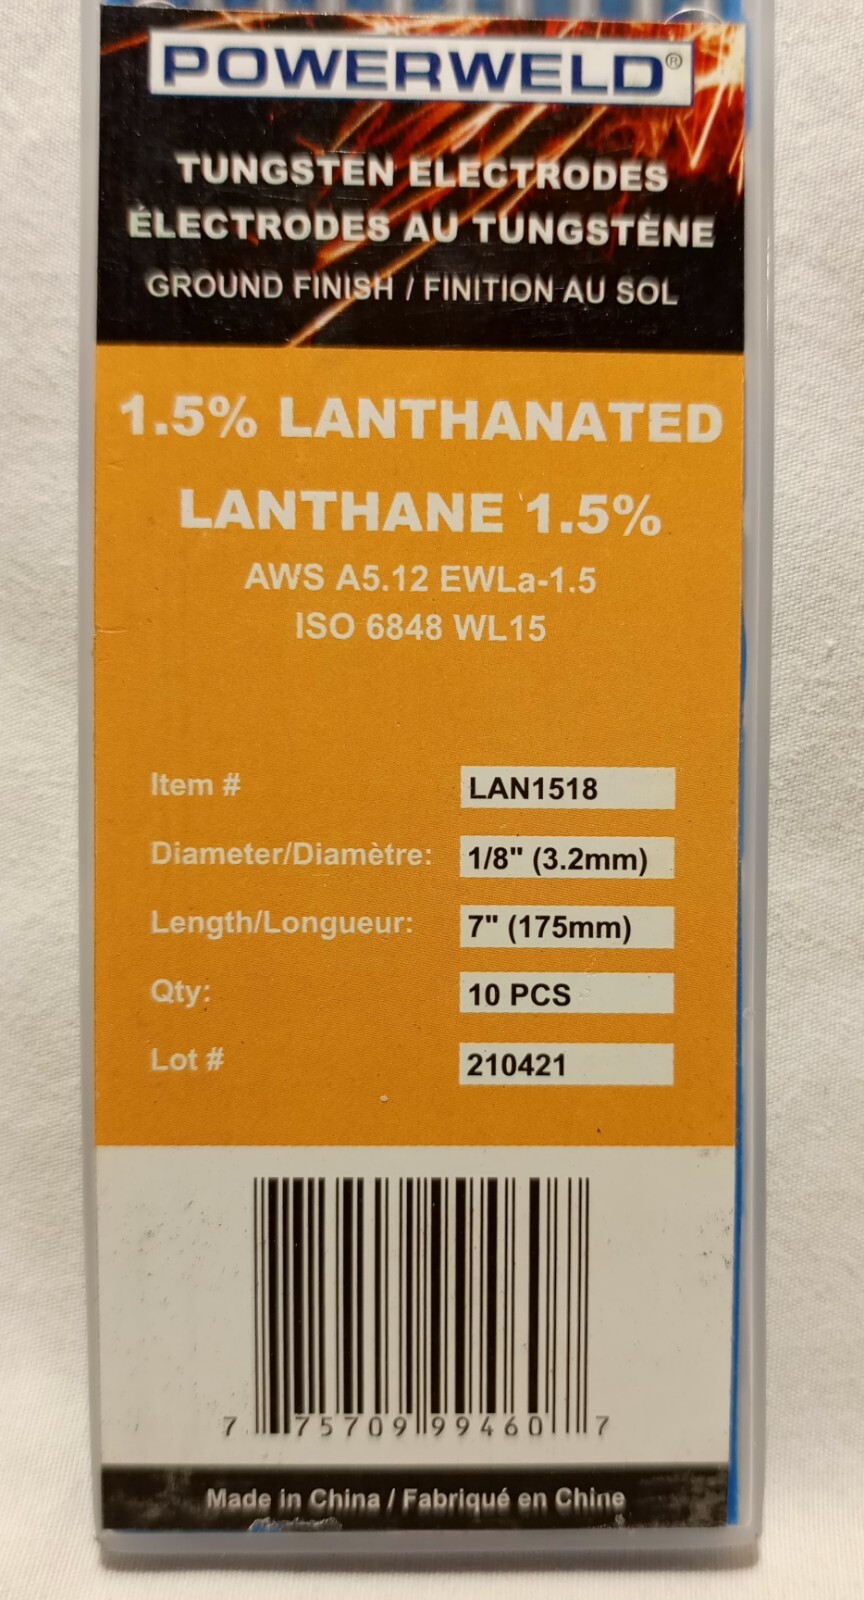 POWERWELD®
TUNGSTEN ELECTRODES
ÉLECTRODES AU TUNGSTÈNE
GROUND FINISH / FINITION AU SOL
1.5% LANTHANATED
LANTHANE 1.5%
AWS A5.12 EWLa-1.5
ISO 6848 WL15
Item # LAN1518
Diameter/Diamètre: 1/8" (3.2mm)
Length/Longueur: 7" (175mm)
Qty: 10 PCS
Lot # 210421
7 75709 99460 7
Made in China / Fabriqué en Chine